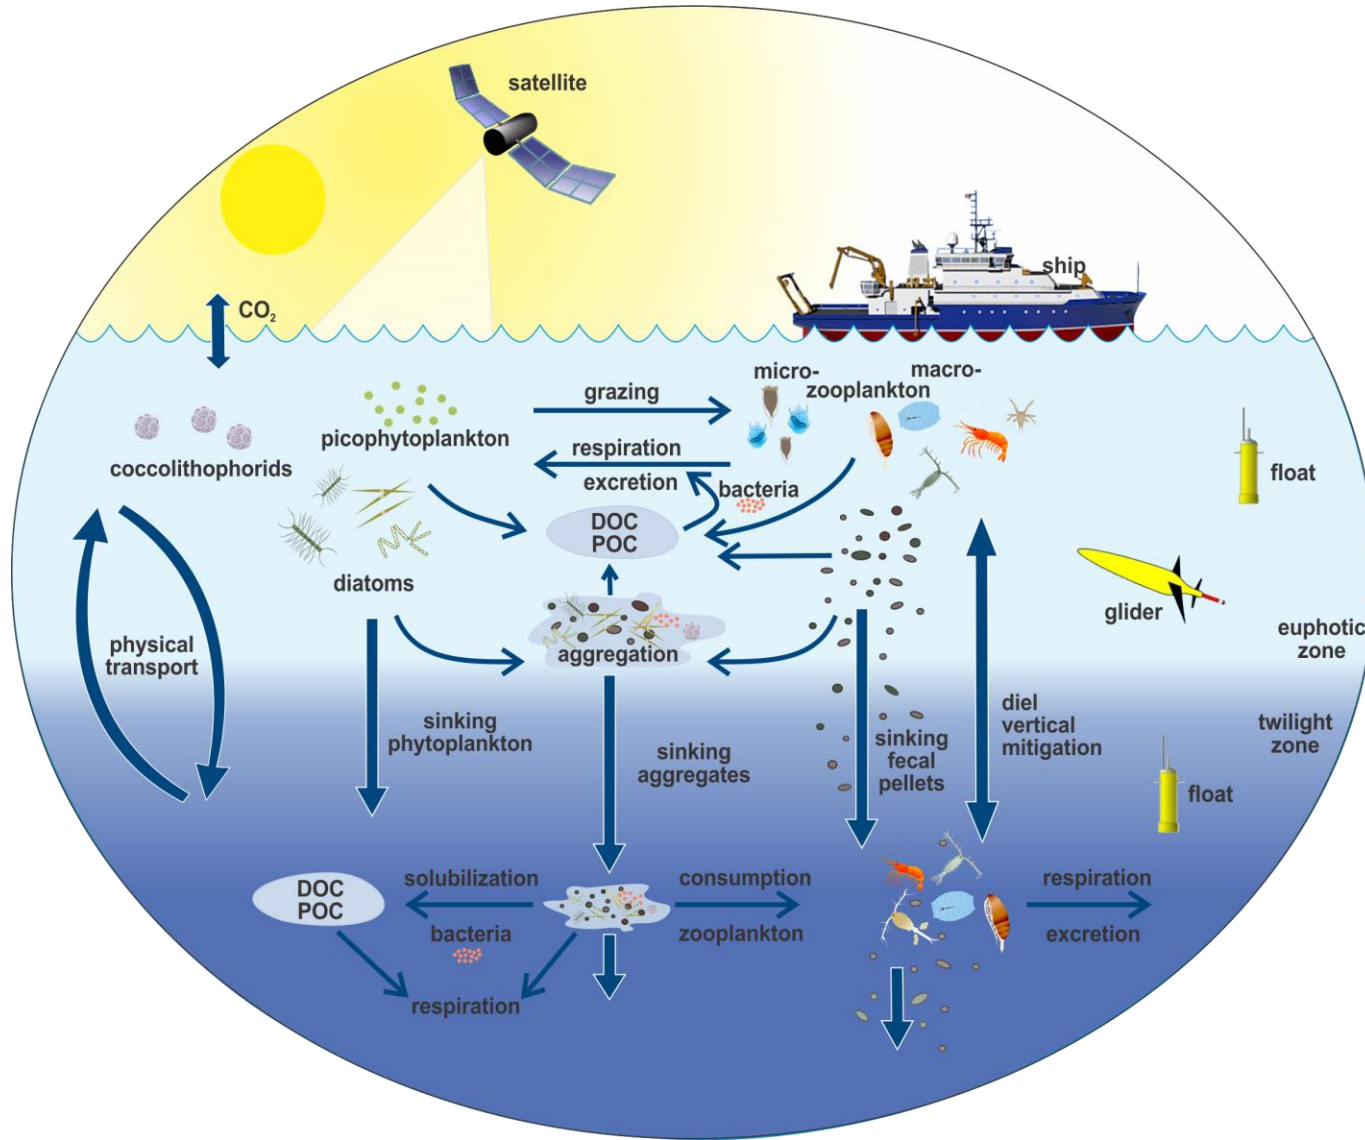 satellite
ship
CO₂
micro-
macro-
zooplankton
grazing
picophytoplankton
coccolithophorids
respiration
excretion
bacteria
float
DOC
POC
diatoms
glider
physical
transport
aggregation
euphotic
zone
sinking
phytoplankton
sinking
aggregates
sinking
fecal
pellets
diel
vertical
mitigation
twilight
zone
float
DOC
POC
solubilization
bacteria
consumption
zooplankton
respiration
excretion
respiration